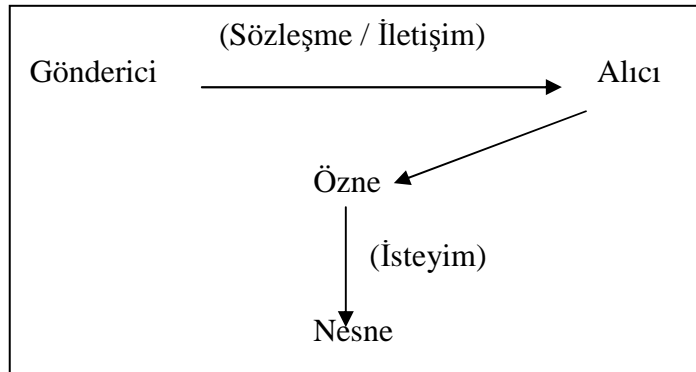 (Sözleşme / İletişim)
Gönderici Alıcı
Özne
(İsteyim)
Nesne